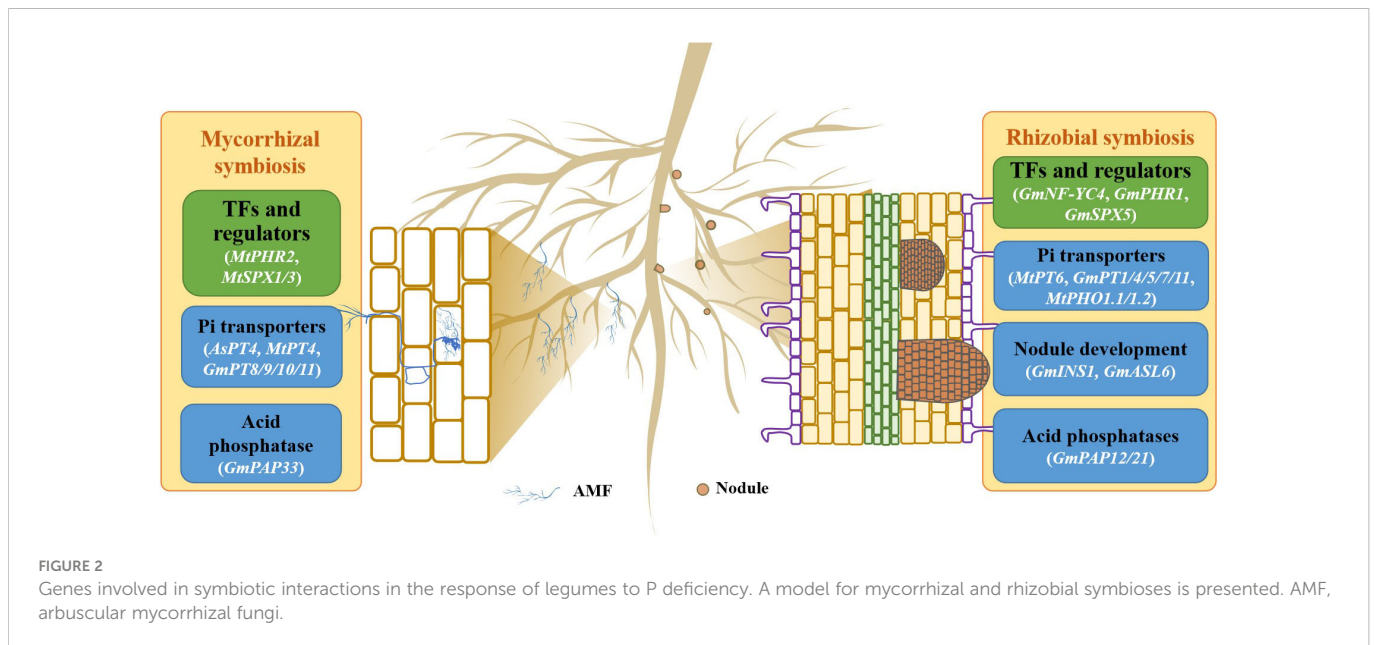 Mycorrhizal
symbiosis
TFs and
regulators
(MtPHR2,
MtSPX1/3)
Pi transporters
(AsPT4, MtPT4,
GmPT8/9/10/11)
Acid
phosphatase
(GmPAP33)
AMF
Nodule
Rhizobial symbiosis
TFs and regulators
(GmNF-YC4, GmPHR1,
GmSPX5)
Pi transporters
(MtPT6, GmPT1/4/5/7/11,
MtPHO1.1/1.2)
Nodule development
(GmINS1, GmASL6)
Acid phosphatases
(GmPAP12/21)
FIGURE 2
Genes involved in symbiotic interactions in the response of legumes to P deficiency. A model for mycorrhizal and rhizobial symbioses is presented. AMF,
arbuscular mycorrhizal fungi.